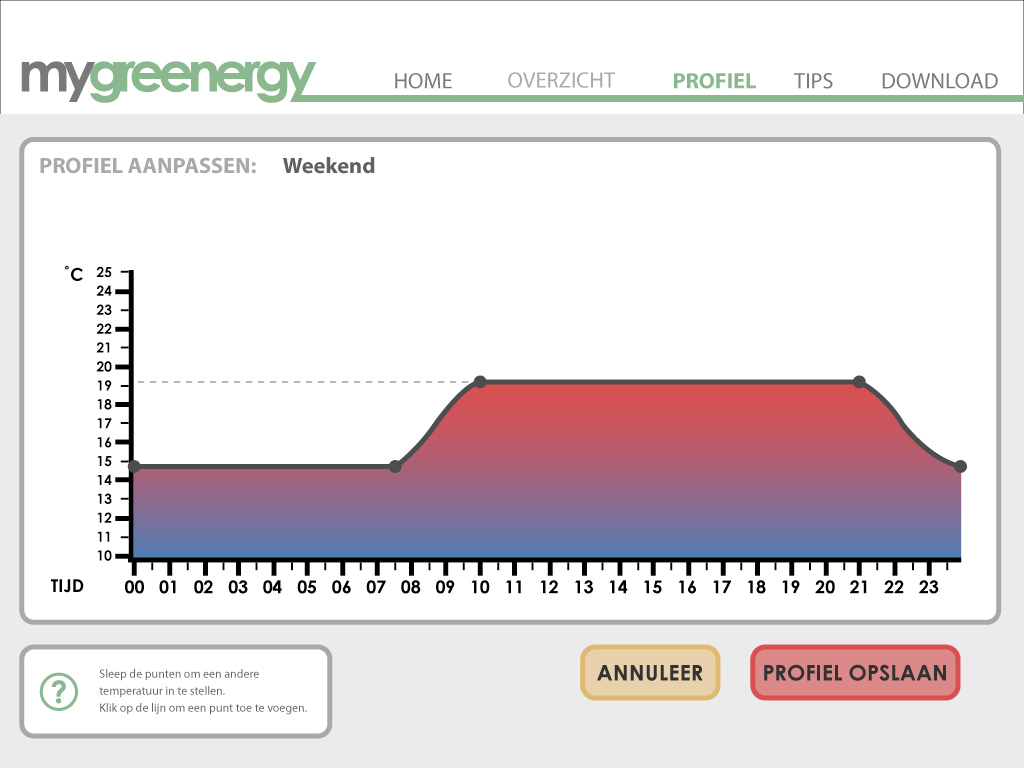 mygreenergy
HOME OVERZICHT PROFIEL TIPS DOWNLOAD
PROFIEL AANPASSEN: Weekend
°C 25
24
23
22
21
20
19
18
17
16
15
14
13
12
11
10
TIJD 00 01 02 03 04 05 06 07 08 09 10 11 12 13 14 15 16 17 18 19 20 21 22 23
?
Sleep de punten om een andere
temperatuur in te stellen.
Klik op de lijn om een punt toe te voegen.
ANNULEER
PROFIEL OPSLAAN